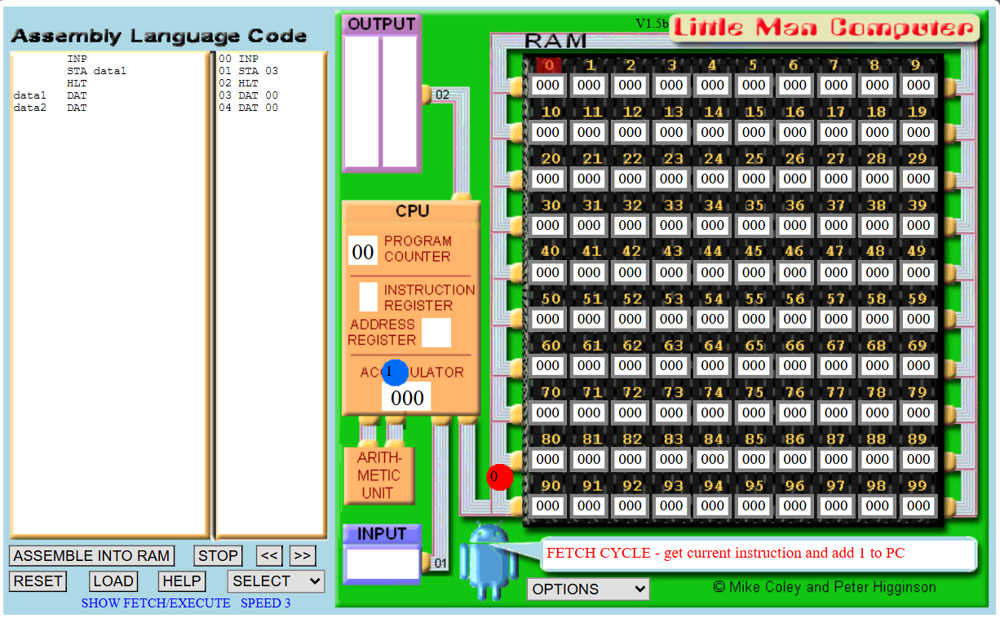 Assembly Language Code
INP
STA data1
HLT
data1 DAT
data2 DAT
00 INP
01 STA 03
02 HLT
03 DAT 00
04 DAT 00
ASSEMBLE INTO RAM STOP << >>
RESET LOAD HELP SELECT
SHOW FETCH/EXECUTE SPEED 3
OUTPUT
02
CPU
00 PROGRAM
COUNTER
INSTRUCTION
REGISTER
ADDRESS
REGISTER
AC 1 ULATOR
000
ARITH-
METIC
UNIT
INPUT
01
0
V1.5b Little Man Computer
RAM
0 1 2 3 4 5 6 7 8 9
000 000 000 000 000 000 000 000 000 000
10 11 12 13 14 15 16 17 18 19
000 000 000 000 000 000 000 000 000 000
20 21 22 23 24 25 26 27 28 29
000 000 000 000 000 000 000 000 000 000
30 31 32 33 34 35 36 37 38 39
000 000 000 000 000 000 000 000 000 000
40 41 42 43 44 45 46 47 48 49
000 000 000 000 000 000 000 000 000 000
50 51 52 53 54 55 56 57 58 59
000 000 000 000 000 000 000 000 000 000
60 61 62 63 64 65 66 67 68 69
000 000 000 000 000 000 000 000 000 000
70 71 72 73 74 75 76 77 78 79
000 000 000 000 000 000 000 000 000 000
80 81 82 83 84 85 86 87 88 89
000 000 000 000 000 000 000 000 000 000
90 91 92 93 94 95 96 97 98 99
000 000 000 000 000 000 000 000 000 000
FETCH CYCLE - get current instruction and add 1 to PC
OPTIONS
© Mike Coley and Peter Higginson